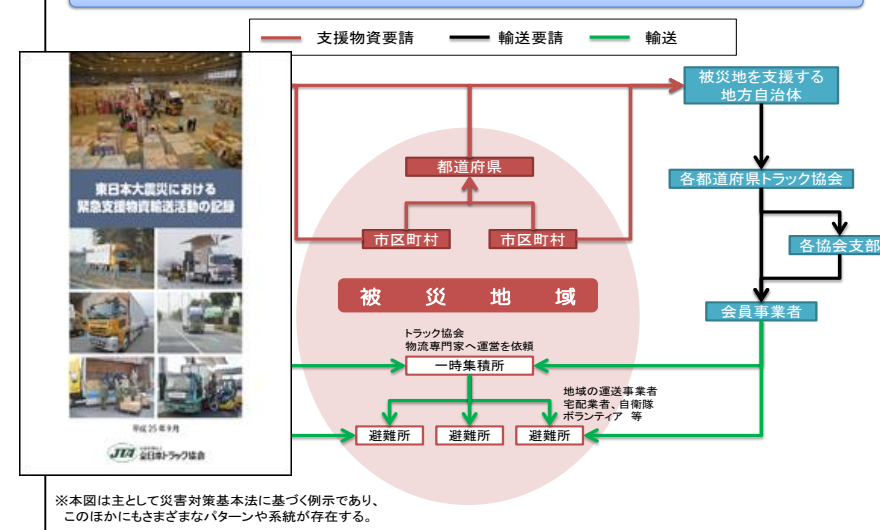 支援物資要請
輸送要請
輸送
東日本大震災における
緊急支援物資輸送活動の記録
平成25年9月
JTA 全日本トラック協会
被災地を支援する
地方自治体
都道府県
市区町村
市区町村
各都道府県トラック協会
各協会支部
会員事業者
被災地域
トラック協会
物流専門家へ運営を依頼
一時集積所
地域の運送事業者
宅配業者、自衛隊
ボランティア 等
避難所
避難所
避難所
※本図は主として災害対策基本法に基づく例示であり、
このほかにもさまざまなパターンや系統が存在する。